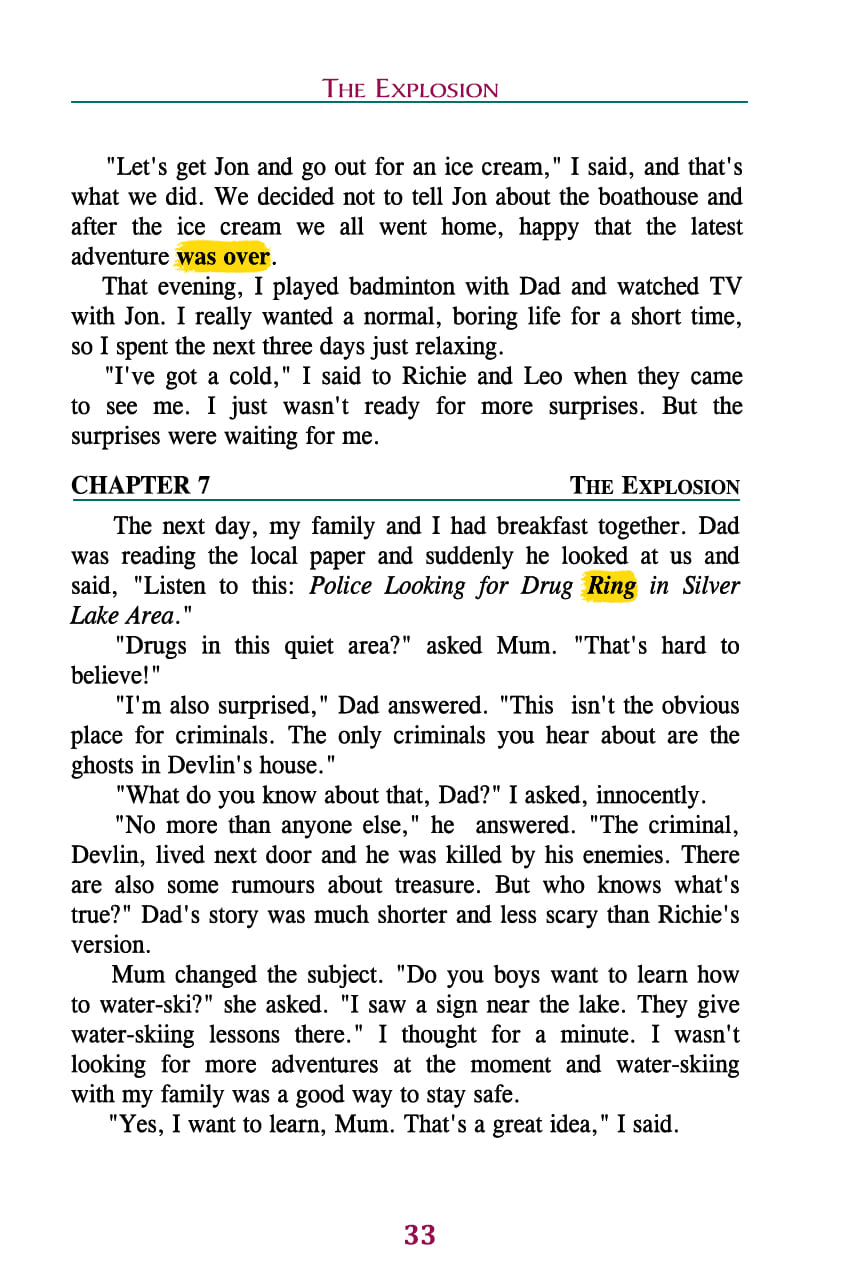 THE EXPLOSION
"Let's get Jon and go out for an ice cream," I said, and that's
what we did. We decided not to tell Jon about the boathouse and
after the ice cream we all went home, happy that the latest
adventure was over.
That evening, I played badminton with Dad and watched TV
with Jon. I really wanted a normal, boring life for a short time,
so I spent the next three days just relaxing.
"I've got a cold," I said to Richie and Leo when they came
to see me. I just wasn't ready for more surprises. But the
surprises were waiting for me.
CHAPTER 7 THE EXPLOSION
The next day, my family and I had breakfast together. Dad
was reading the local paper and suddenly he looked at us and
said, "Listen to this: Police Looking for Drug Ring in Silver
Lake Area."
"Drugs in this quiet area?" asked Mum. "That's hard to
believe!"
"I'm also surprised," Dad answered. "This isn't the obvious
place for criminals. The only criminals you hear about are the
ghosts in Devlin's house."
"What do you know about that, Dad?" I asked, innocently.
"No more than anyone else," he answered. "The criminal,
Devlin, lived next door and he was killed by his enemies. There
are also some rumours about treasure. But who knows what's
true?" Dad's story was much shorter and less scary than Richie's
version.
Mum changed the subject. "Do you boys want to learn how
to water-ski?" she asked. "I saw a sign near the lake. They give
water-skiing lessons there." I thought for a minute. I wasn't
looking for more adventures at the moment and water-skiing
with my family was a good way to stay safe.
"Yes, I want to learn, Mum. That's a great idea," I said.
33